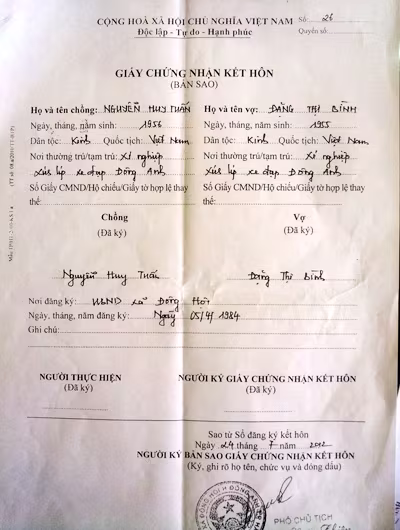 CỘNG HOÀ XÃ HỘI CHỦ NGHĨA VIỆT NAM
Độc lập - Tự do - Hạnh phúc
Số: 26
Quyển số:
GIẤY CHỨNG NHẬN KẾT HÔN
(BẢN SAO)
Họ và tên chồng: NGUYỄN HUY TUẤN
Ngày, tháng, năm sinh: 1956
Dân tộc: Kinh Quốc tịch: Việt Nam
Nơi thường trú/tạm trú: Xí nghiệp
xúc líp xe đạp Đông Anh
Số Giấy CMND/Hộ chiếu/Giấy tờ hợp lệ thay
thế:
Họ và tên vợ: ĐẶNG THỊ BÌNH
Ngày, tháng, năm sinh: 1955
Dân tộc: Kinh Quốc tịch: Việt Nam
Nơi thường trú/tạm trú: Xí nghiệp
xúc líp xe đạp Đông Anh
Số Giấy CMND/Hộ chiếu/Giấy tờ hợp lệ thay
thế:
Chồng
(Đã ký)
Nguyễn Huy Tuấn
Vợ
(Đã ký)
Đặng Thị Bình
Nơi đăng ký: UBND xã Đông Hội
Ngày, tháng, năm đăng ký: Ngày 05/4/1984
Ghi chú:
NGƯỜI THỰC HIỆN
(Đã ký)
NGƯỜI KÝ GIẤY CHỨNG NHẬN KẾT HÔN
(Đã ký)
Sao từ Sổ đăng ký kết hôn
Ngày 24 tháng 7 năm 2012
NGƯỜI KÝ BẢN SAO GIẤY CHỨNG NHẬN KẾT HÔN
(Ký, ghi rõ họ tên, chức vụ và đóng dấu)
PHÓ CHỦ TỊCH